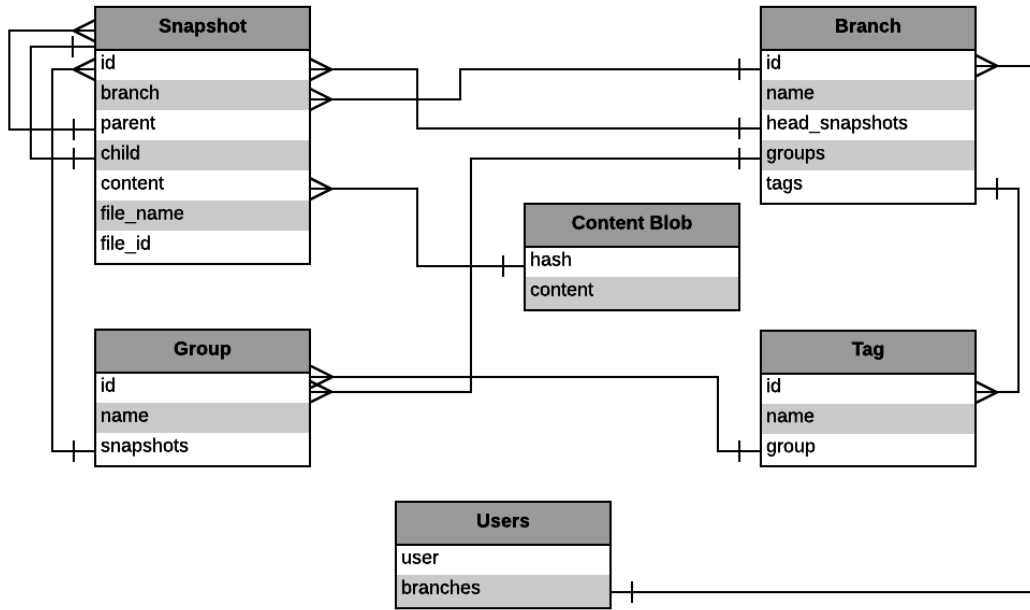 Snapshot
id
branch
parent
child
content
file_name
file_id
Branch
id
name
head_snapshots
groups
tags
Content Blob
hash
content
Group
id
name
snapshots
Tag
id
name
group
Users
user
branches